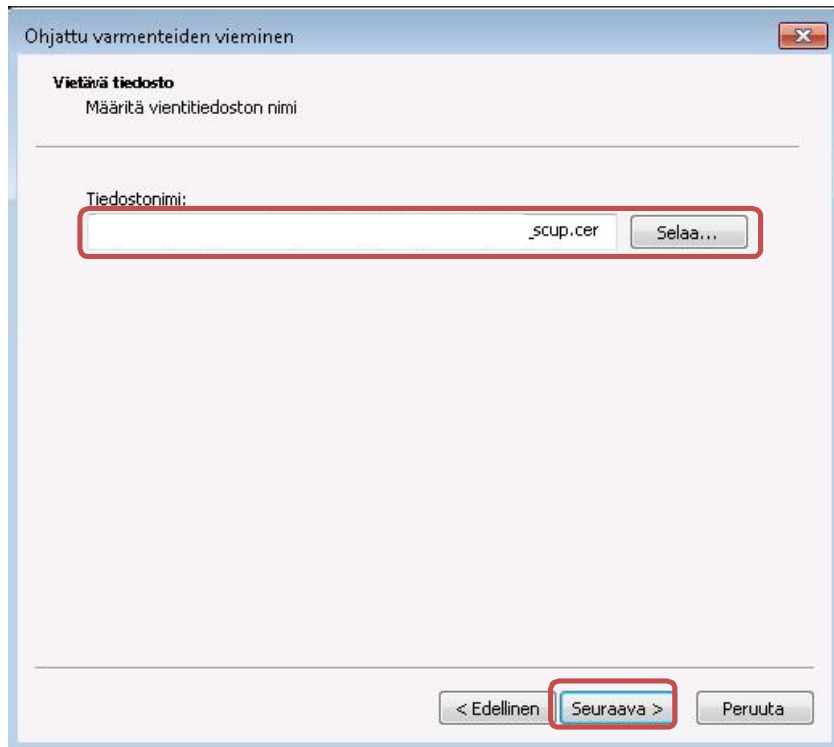 Ohjattu varmenteiden vieminen
Vietävä tiedosto
Määritä vientitiedoston nimi
Tiedostonimi:
_scup.cer Selaa...
< Edellinen Seuraava > Peruuta